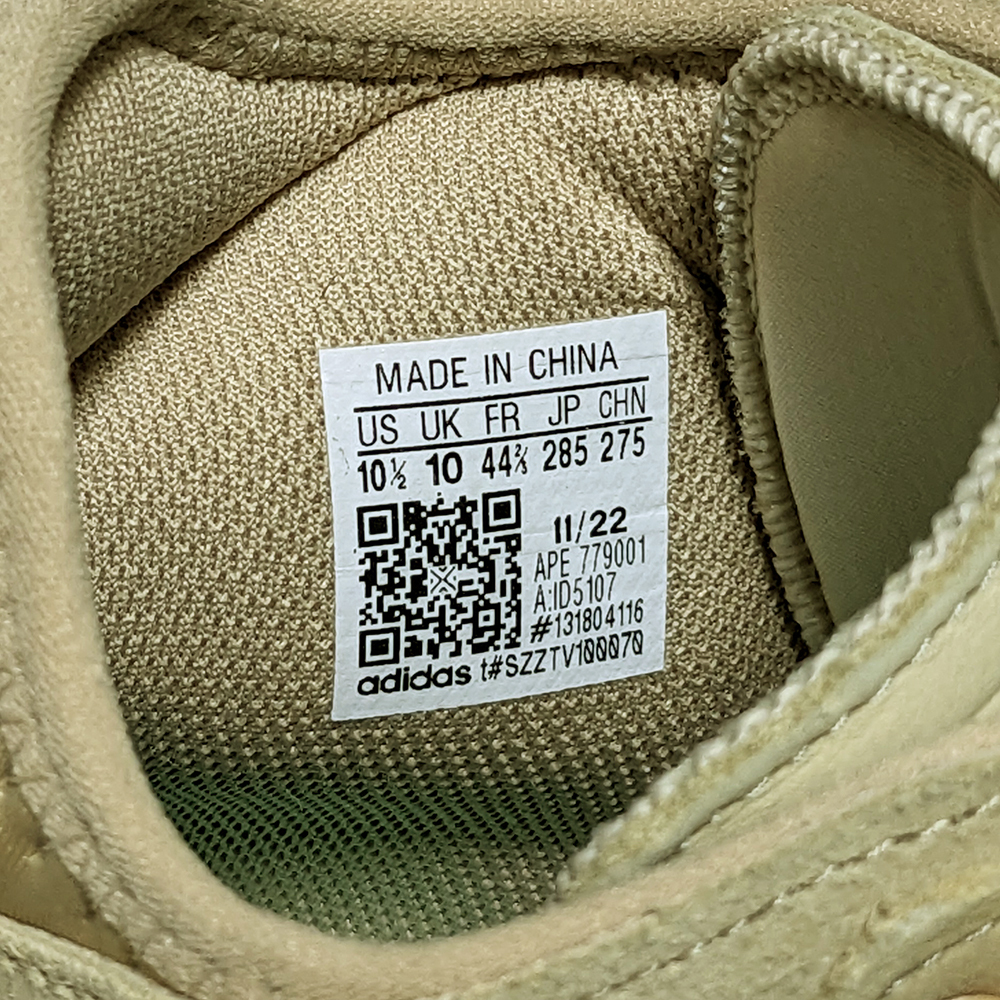 MADE IN CHINA
US UK FR JP CHN
10½ 10 44⅔ 285 275
11/22
APE 779001
A:ID5107
#131804116
adidas t#SZZTV100070